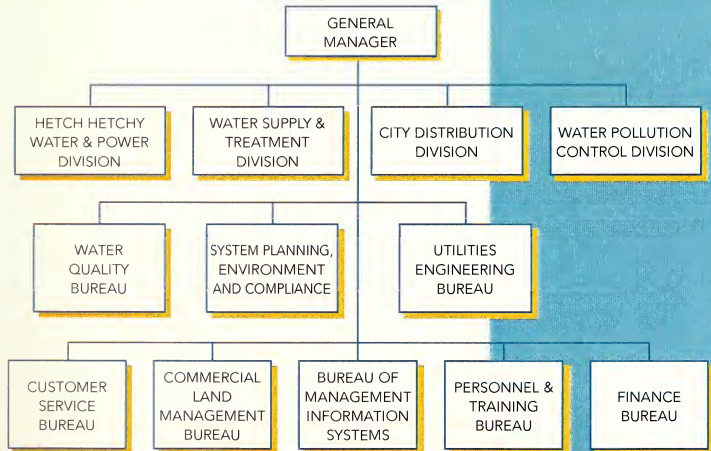 GENERAL
MANAGER
HETCH HETCHY
WATER & POWER
DIVISION
WATER SUPPLY &
TREATMENT
DIVISION
CITY DISTRIBUTION
DIVISION
WATER POLLUTION
CONTROL DIVISION
WATER
QUALITY
BUREAU
SYSTEM PLANNING,
ENVIRONMENT
AND COMPLIANCE
UTILITIES
ENGINEERING
BUREAU
CUSTOMER
SERVICE
BUREAU
COMMERCIAL
LAND
MANAGEMENT
BUREAU
BUREAU OF
MANAGEMENT
INFORMATION
SYSTEMS
PERSONNEL &
TRAINING
BUREAU
FINANCE
BUREAU